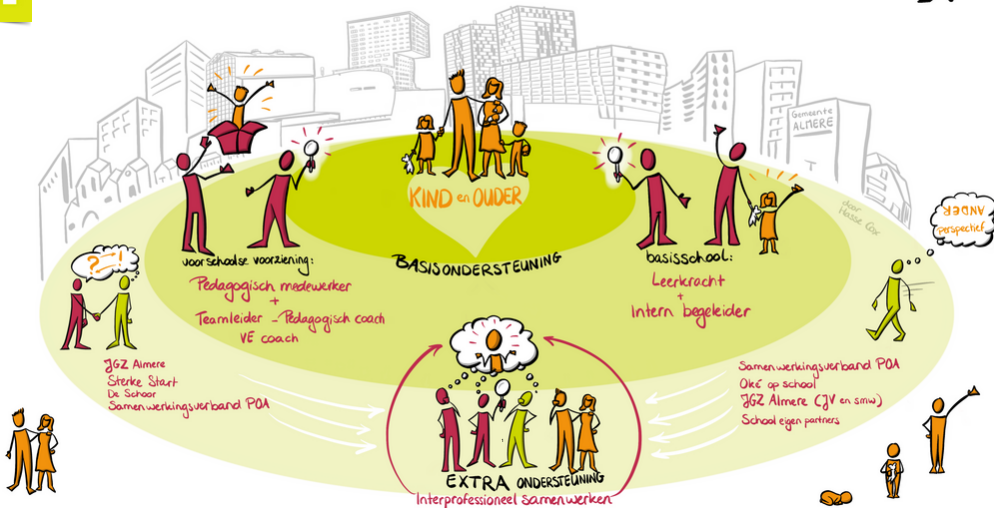 Gemeente
ALMERE
KIND en OUDER
door
ANDER
perspectief
?=!
voorschoolse voorziening:
Pedagogisch medewerker
+
Teamleider - Pedagogisch coach
VE coach
BASISONDERSTEUNING
basisschool:
Leerkracht
+
Intern begeleider
JGZ Almere
Sterke Start
De Schoor
Samenwerkingsverband POA
Samenwerkingsverband POA
Oké op school
JGZ Almere (JV en smw)
School eigen partners
EXTRA ONDERSTEUNING
Interprofessioneel samenwerken